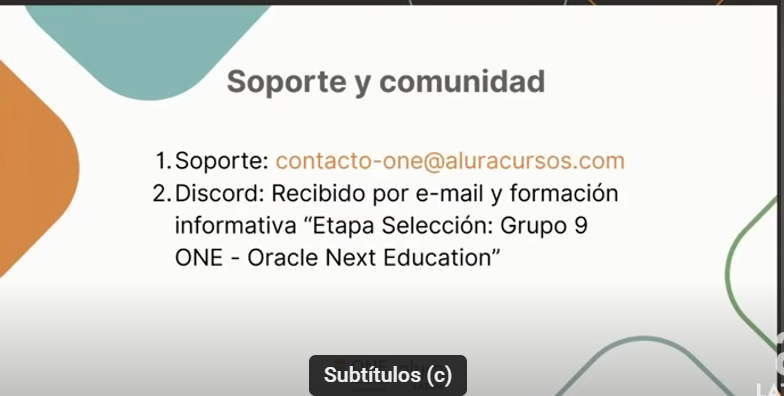 Soporte y comunidad
1. Soporte: contacto-one@aluracursos.com
2. Discord: Recibido por e-mail y formación
informativa “Etapa Selección: Grupo 9
ONE - Oracle Next Education”
Subtítulos (c)